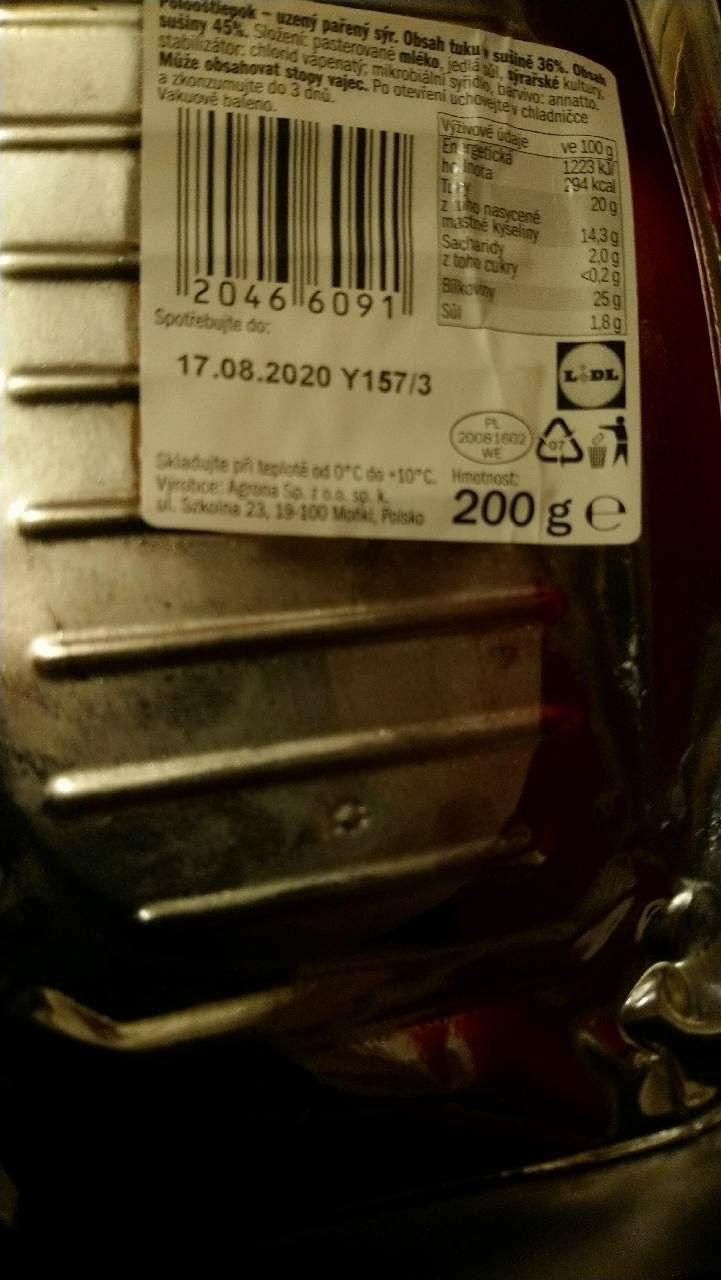 Polooštiepok - uzený pařený sýr. Obsah tuku v sušině 36%. Obsah
sušiny 45%. Složení: pasterované mléko, jedlá sůl, sýrařské kultury,
stabilizátor: chlorid vápenatý; mikrobiální syřidlo, barvivo: annatto.
Může obsahovat stopy vajec. Po otevření uchovejte v chladničce
a zkonzumujte do 3 dnů.
Vakuově baleno.
Výživové údaje ve 100 g
Energetická 1223 kJ/
hodnota 294 kcal
Tuky 20 g
z toho nasycené
mastné kyseliny 14,3 g
Sacharidy 2,0 g
z toho cukry <0,2 g
Bílkoviny 25 g
Sůl 1,8 g
2046 6091
Spotřebujte do:
17.08.2020 Y157/3
LIDL
PL
20081602
WE
07
Skladujte při teplotě od 0°C do +10°C.
Výrobce: Agrona Sp. z o.o. sp. k.
ul. Szkolna 23, 19-100 Mońki, Polsko
Hmotnost:
200 g e